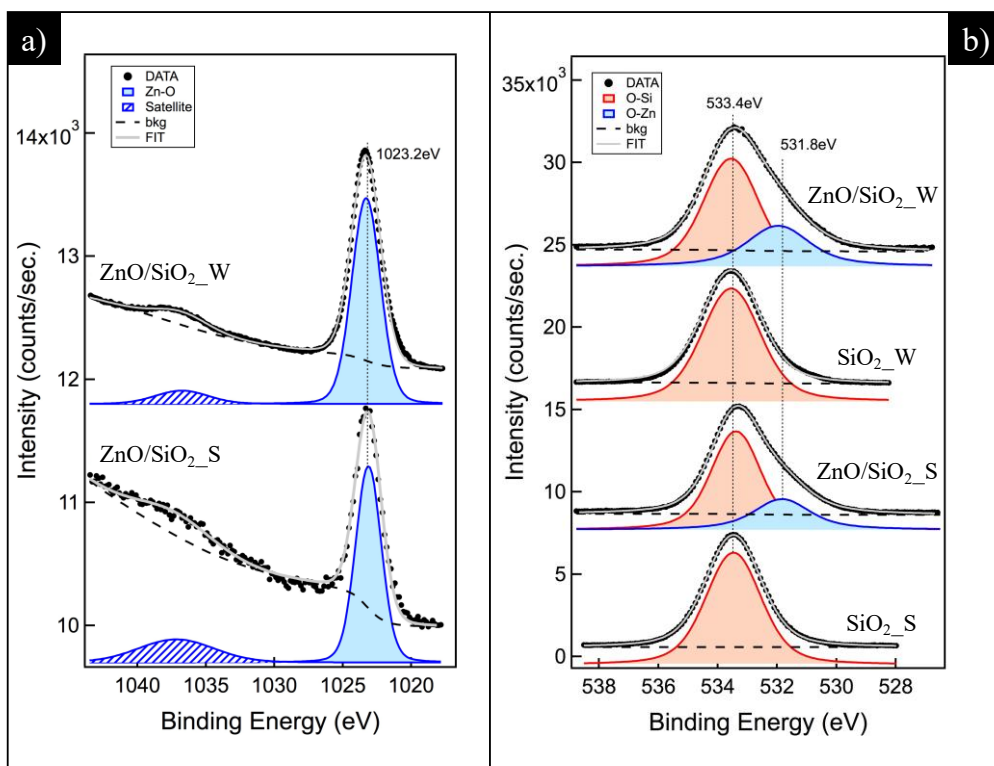 a)
DATA
Zn-O
Satellite
bkg
FIT
1023.2eV
14x10³
13
12
11
10
Intensity (counts/sec.)
ZnO/SiO₂_W
ZnO/SiO₂_S
1040
1035
1030
1025
1020
Binding Energy (eV)
b)
DATA
O-Si
O-Zn
bkg
FIT
533.4eV
531.8eV
35x10³
30
25
20
15
10
5
0
Intensity (counts/sec.)
ZnO/SiO₂_W
SiO₂_W
ZnO/SiO₂_S
SiO₂_S
538
536
534
532
530
528
Binding Energy (eV)